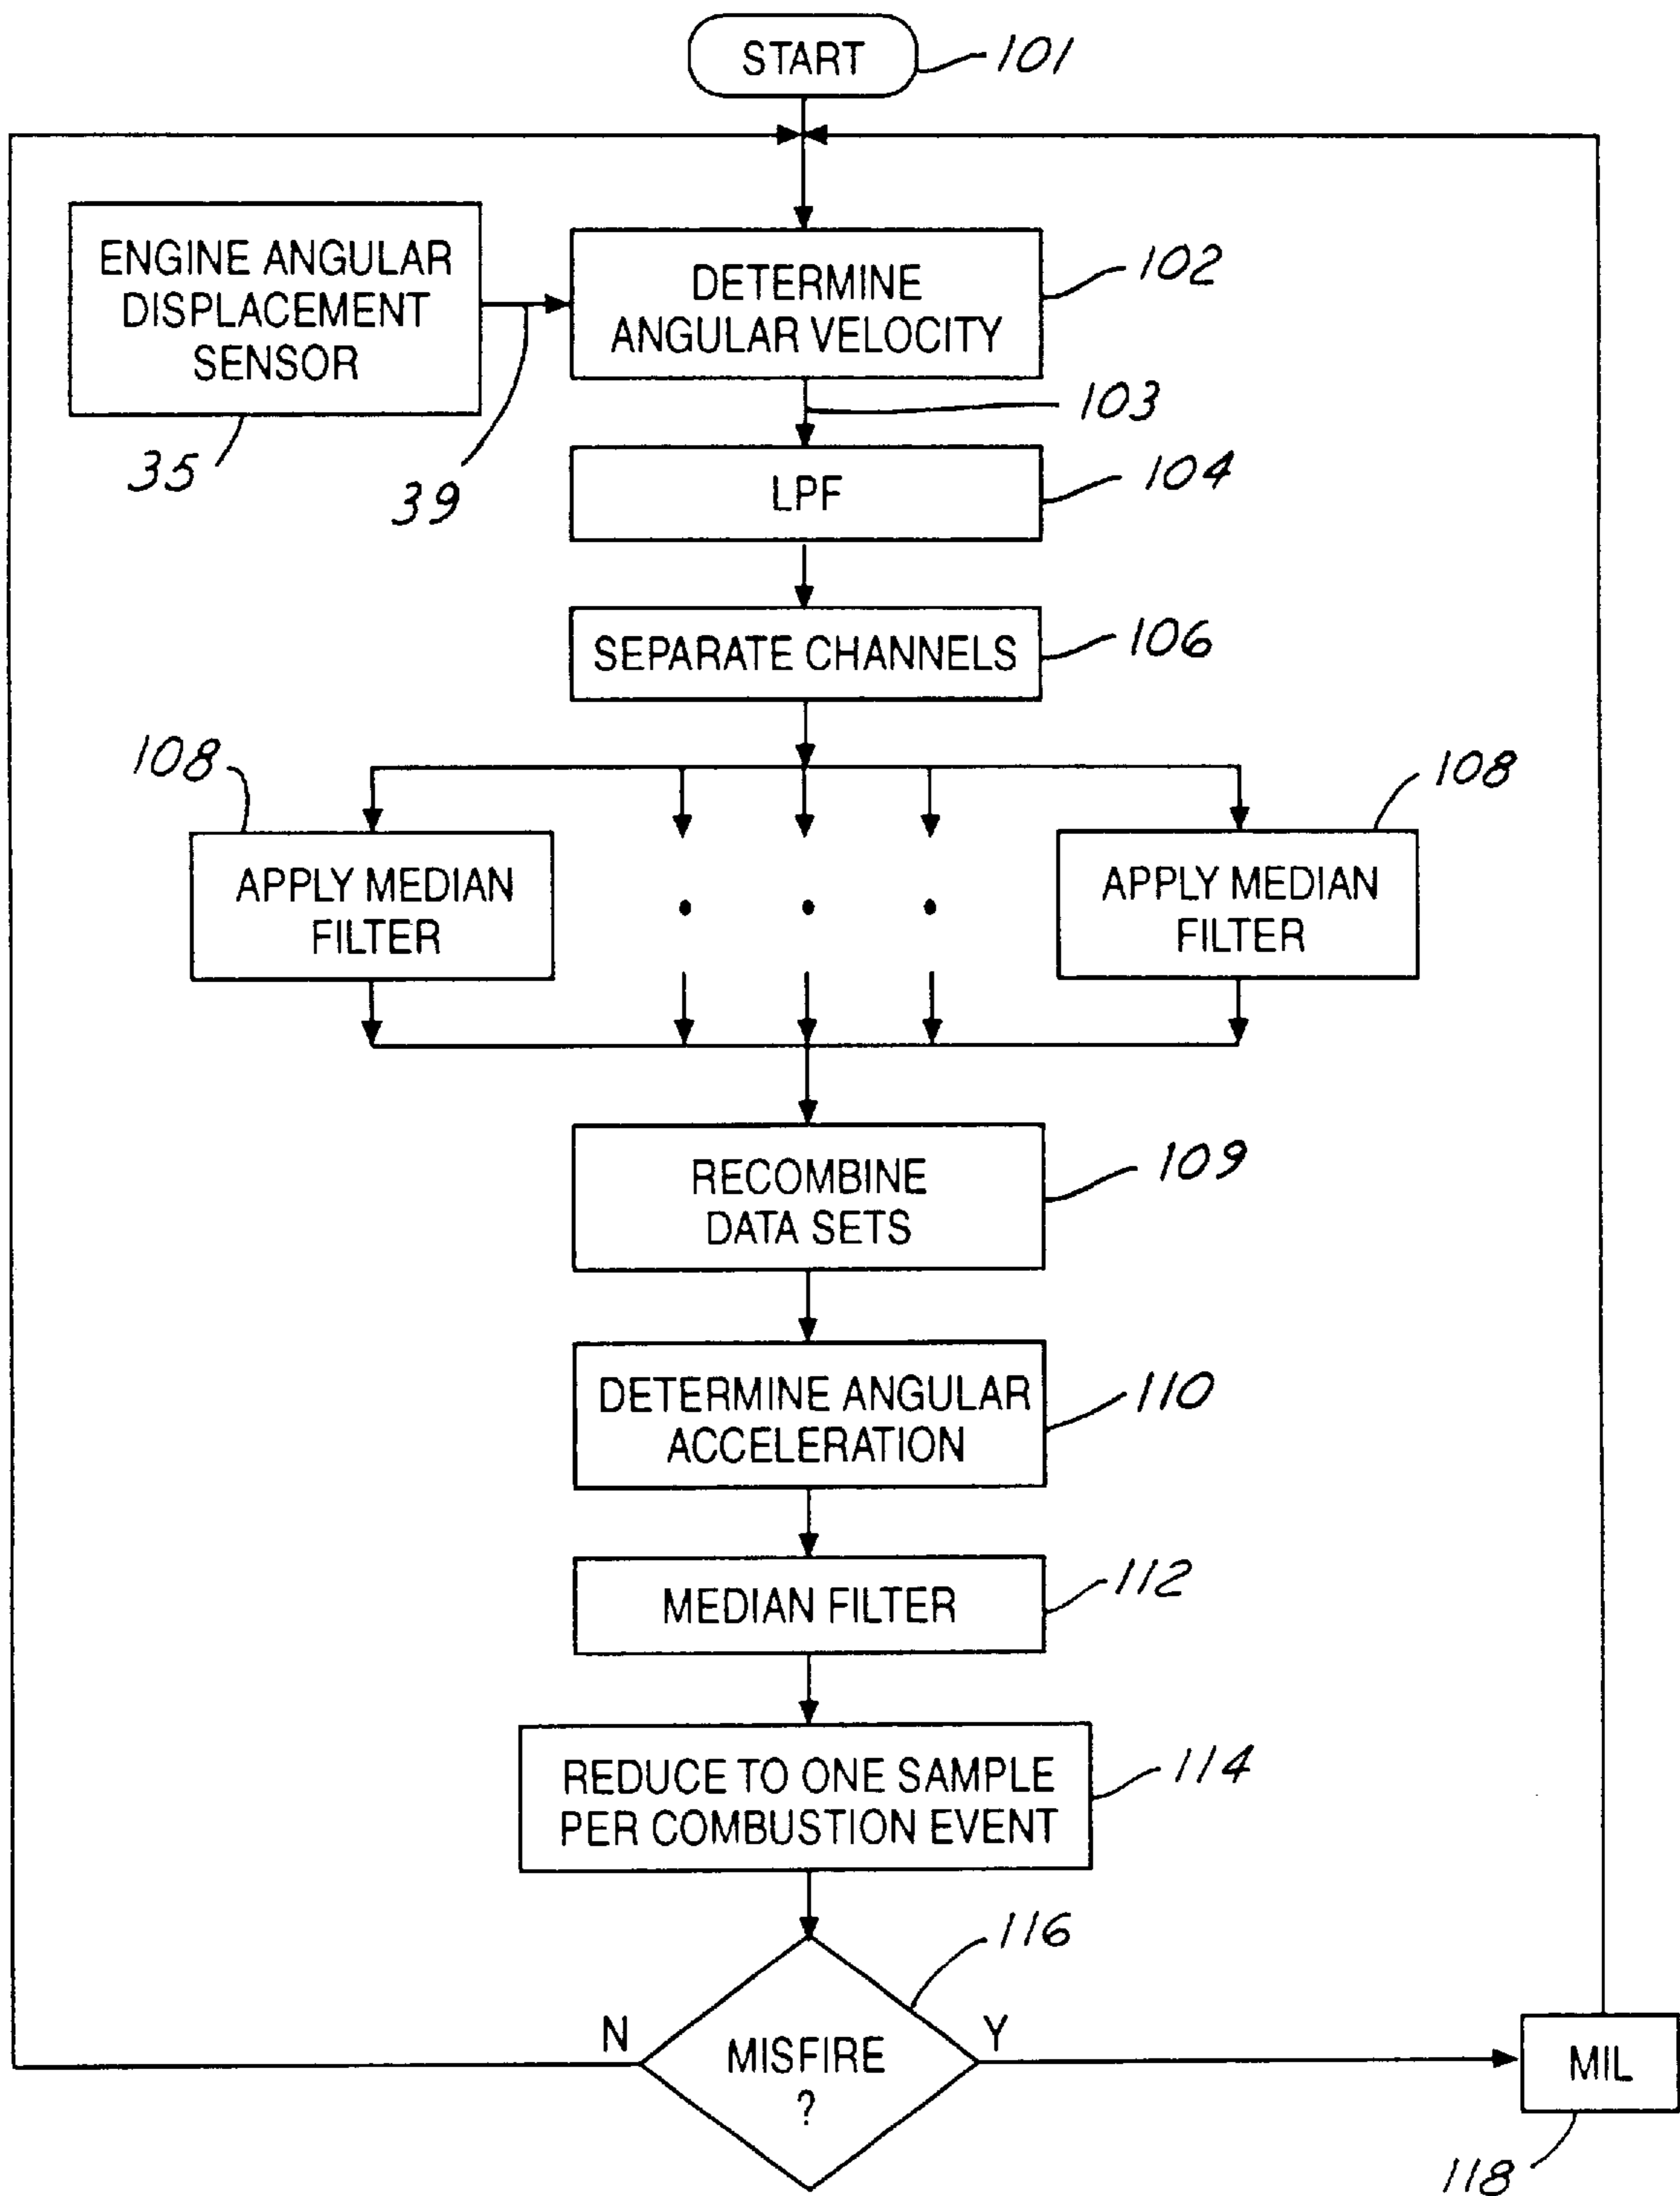 START
101
ENGINE ANGULAR
DISPLACEMENT
SENSOR
35
39
DETERMINE
ANGULAR VELOCITY
102
103
LPF
104
SEPARATE CHANNELS
106
108
APPLY MEDIAN
FILTER
108
APPLY MEDIAN
FILTER
RECOMBINE
DATA SETS
109
DETERMINE ANGULAR
ACCELERATION
110
MEDIAN FILTER
112
REDUCE TO ONE SAMPLE
PER COMBUSTION EVENT
114
116
N
MISFIRE
?
Y
MIL
118